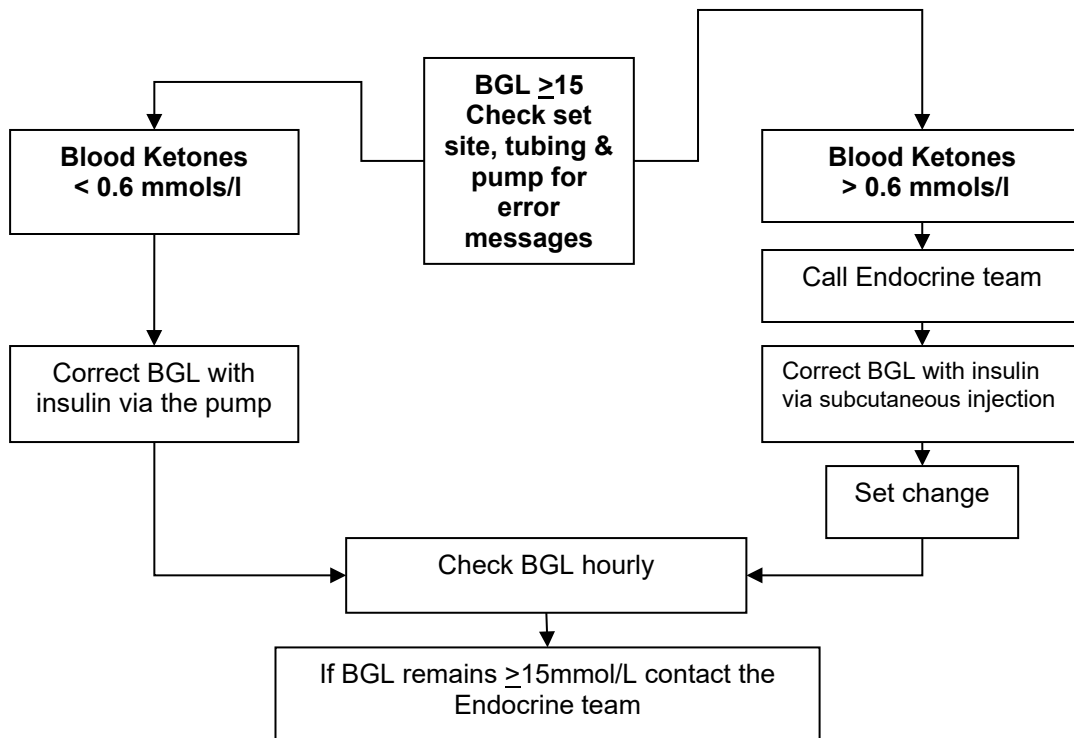 BGL ≥15
Check set
site, tubing &
pump for
error
messages
Blood Ketones
< 0.6 mmols/l
Blood Ketones
> 0.6 mmols/l
Call Endocrine team
Correct BGL with
insulin via the pump
Correct BGL with insulin
via subcutaneous injection
Set change
Check BGL hourly
If BGL remains ≥15mmol/L contact the
Endocrine team